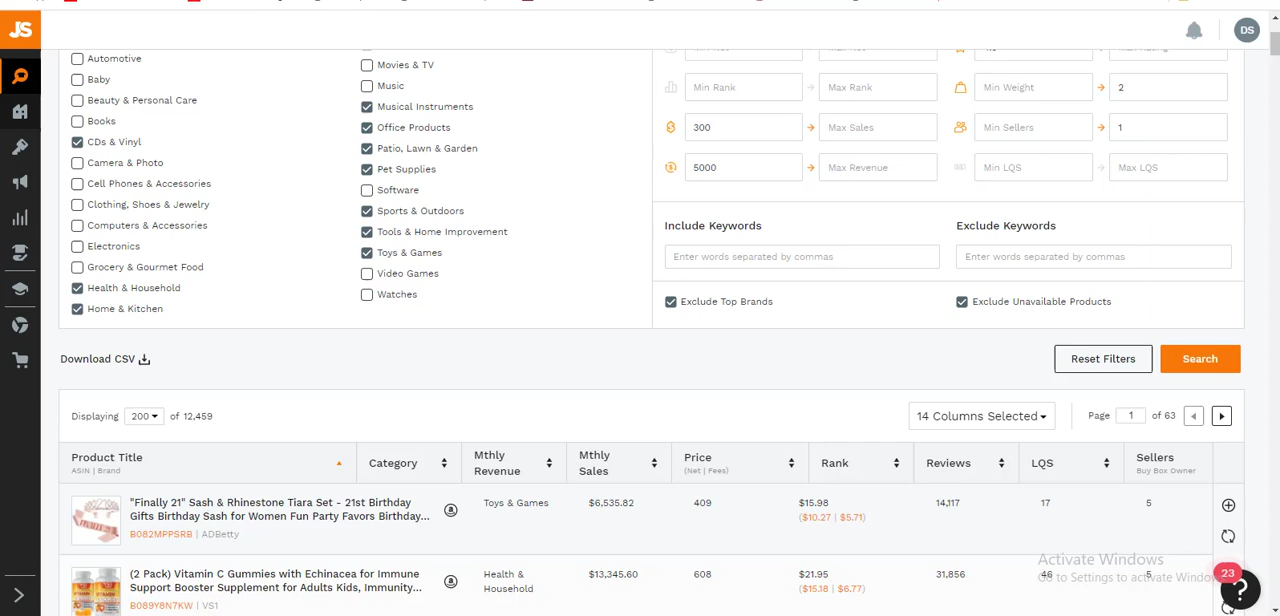 JS
DS
Automotive
Baby
Beauty & Personal Care
Books
CDs & Vinyl
Camera & Photo
Cell Phones & Accessories
Clothing, Shoes & Jewelry
Computers & Accessories
Electronics
Grocery & Gourmet Food
Health & Household
Home & Kitchen
Movies & TV
Music
Musical Instruments
Office Products
Patio, Lawn & Garden
Pet Supplies
Software
Sports & Outdoors
Tools & Home Improvement
Toys & Games
Video Games
Watches
Min Rank Max Rank Min Weight 2
300 Max Sales Min Sellers 1
5000 Max Revenue Min LQS Max LQS
Include Keywords Exclude Keywords
Enter words separated by commas Enter words separated by commas
Exclude Top Brands Exclude Unavailable Products
Download CSV Reset Filters Search
Displaying 200 of 12,459 14 Columns Selected Page 1 of 63
Product Title Category Mthly Revenue Mthly Sales Price Rank Reviews LQS Sellers
ASIN | Brand (Net | Fees) Buy Box Owner
"Finally 21" Sash & Rhinestone Tiara Set - 21st Birthday Toys & Games $6,535.82 409 $15.98 14,117 17 5
Gifts Birthday Sash for Women Fun Party Favors Birthday... ($10.27 | $5.71)
B082MPPSRB | ADBetty
(2 Pack) Vitamin C Gummies with Echinacea for Immune Health & $13,345.60 608 $21.95 31,856
Support Booster Supplement for Adults Kids, Immunity... Household ($15.18 | $6.77)
B089Y8N7KW | VS1
Activate Windows
Go to Settings to activate Windows
23
?